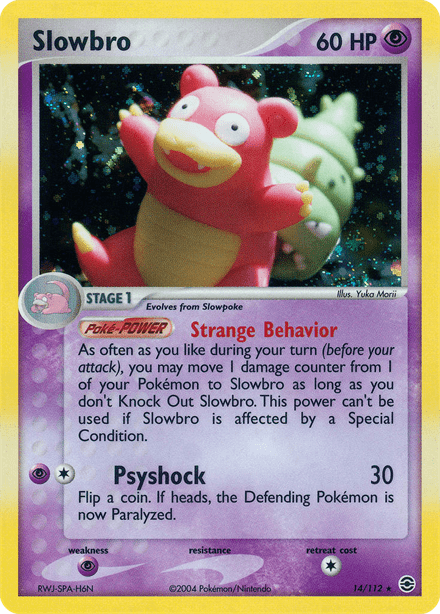 Slowbro 60 HP
Illus. Yuka Morii
STAGE 1
Evolves from Slowpoke
Poké-POWER Strange Behavior
As often as you like during your turn (before your
attack), you may move 1 damage counter from 1
of your Pokémon to Slowbro as long as you
don't Knock Out Slowbro. This power can't be
used if Slowbro is affected by a Special
Condition.
Psyshock 30
Flip a coin. If heads, the Defending Pokémon is
now Paralyzed.
weakness resistance retreat cost
RWJ-SPA-H6N ©2004 Pokémon/Nintendo 14/112 ★